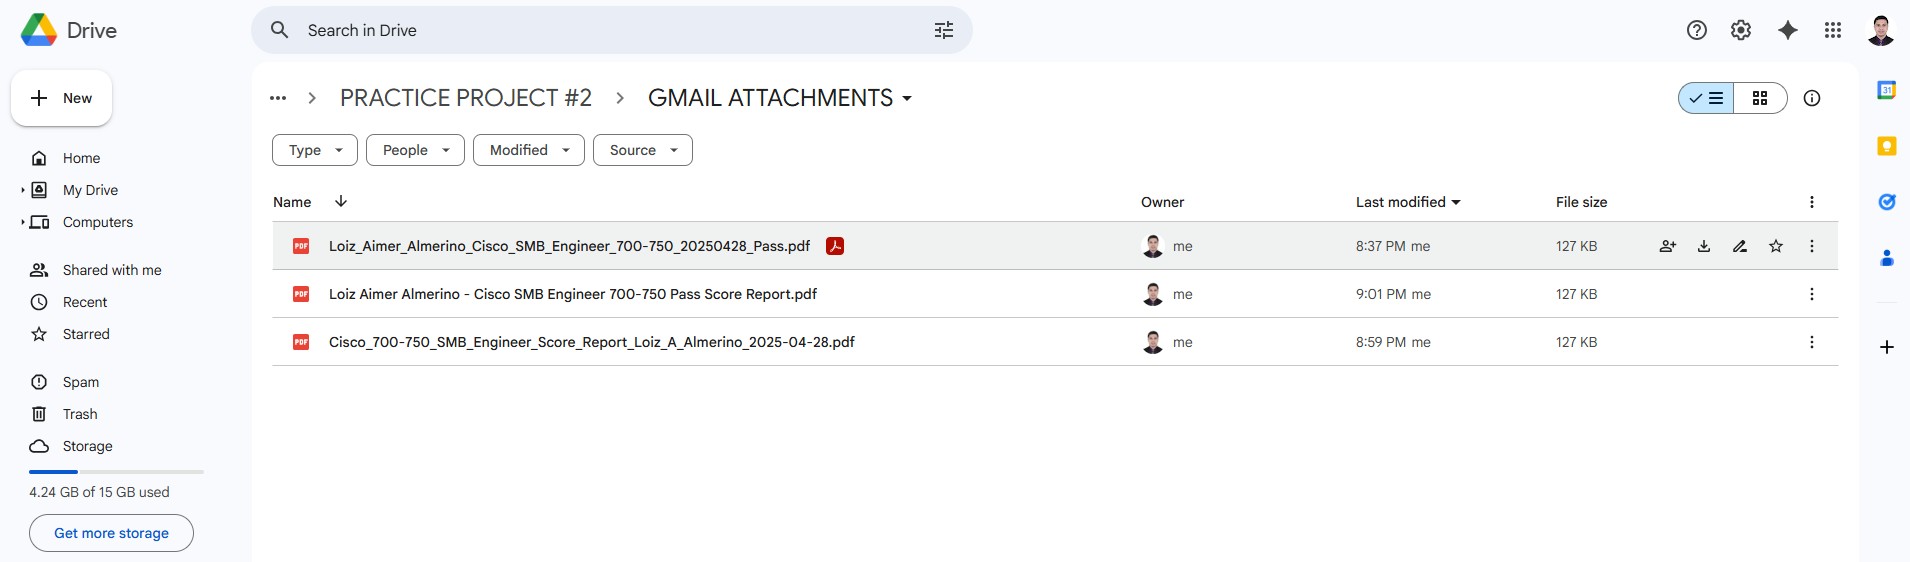 Drive
Search in Drive
New
Home
My Drive
Computers
Shared with me
Recent
Starred
Spam
Trash
Storage
4.24 GB of 15 GB used
Get more storage
... > PRACTICE PROJECT #2 > GMAIL ATTACHMENTS
Type People Modified Source
Name Owner Last modified File size
PDF Loiz_Aimer_Almerino_Cisco_SMB_Engineer_700-750_20250428_Pass.pdf me 8:37 PM me 127 KB
PDF Loiz Aimer Almerino - Cisco SMB Engineer 700-750 Pass Score Report.pdf me 9:01 PM me 127 KB
PDF Cisco_700-750_SMB_Engineer_Score_Report_Loiz_A_Almerino_2025-04-28.pdf me 8:59 PM me 127 KB
31